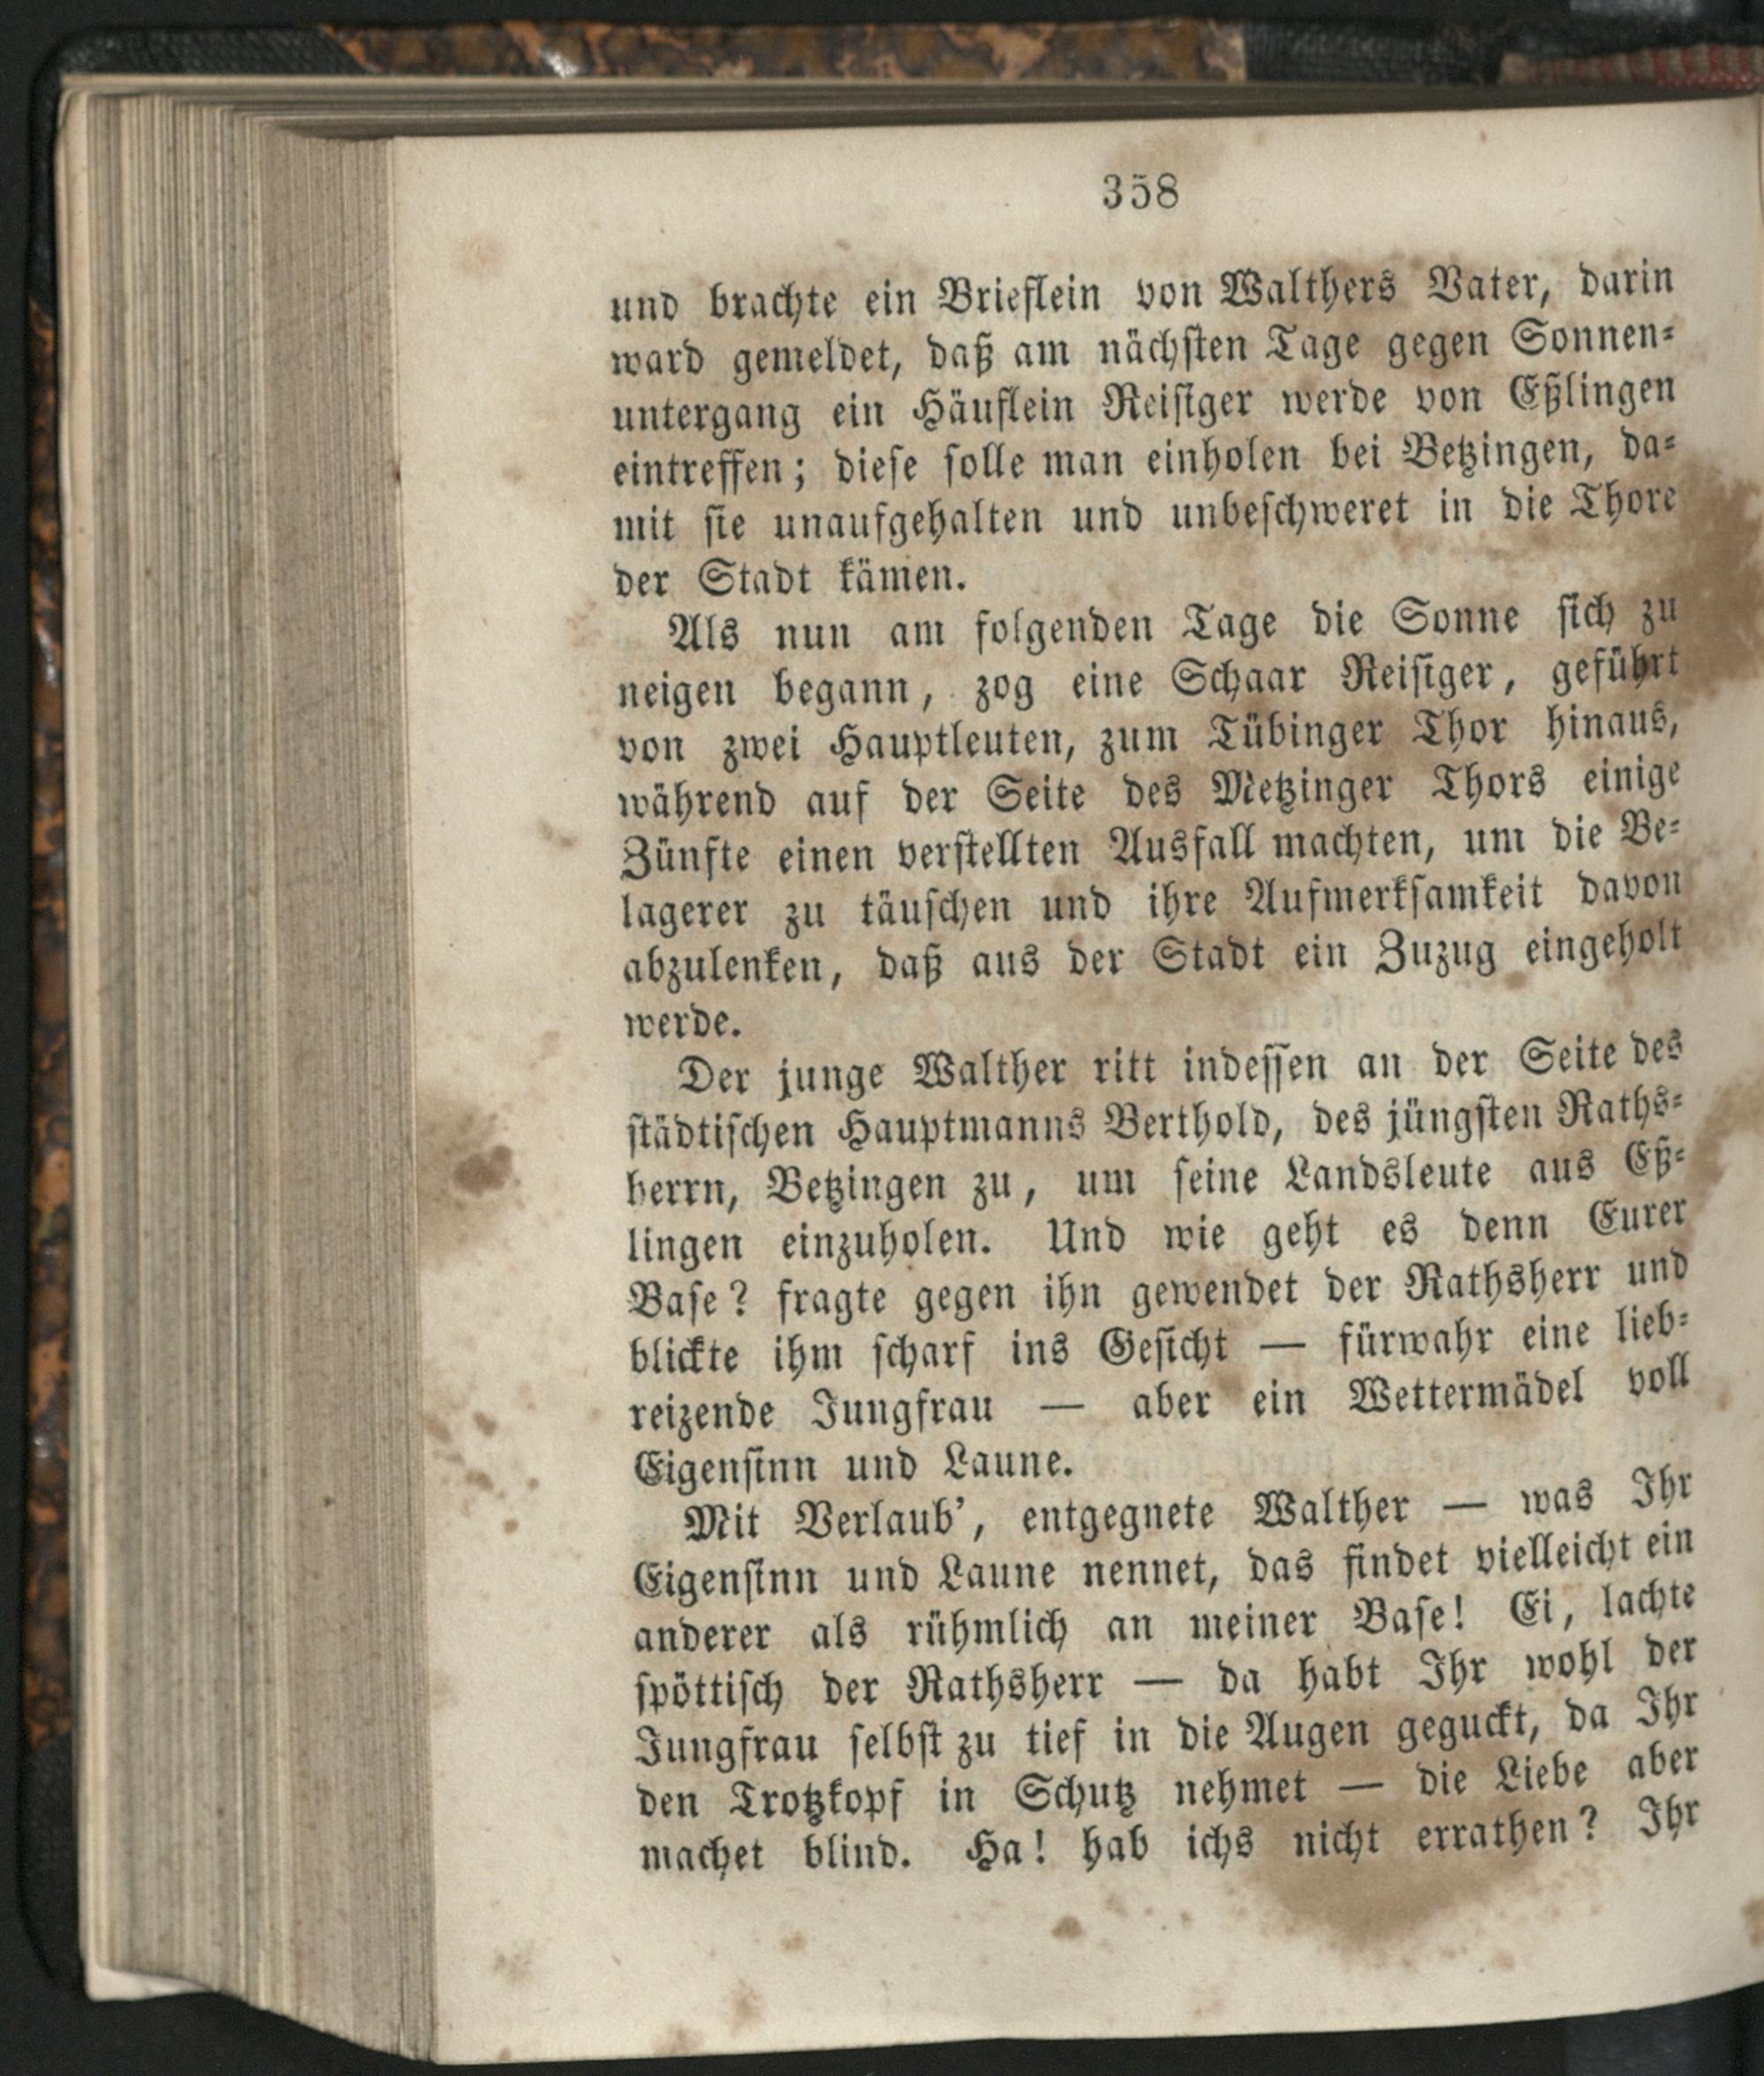 358
und brachte ein Brieflein von Walthers Vater, darin
ward gemeldet, daß am nächsten Tage gegen Sonnen-
untergang ein Häuflein Reisiger werde von Eßlingen
eintreffen; diese solle man einholen bei Betzingen, da-
mit sie unaufgehalten und unbeschweret in die Thore
der Stadt kämen.
Als nun am folgenden Tage die Sonne sich zu
neigen begann, zog eine Schaar Reisiger, geführt
von zwei Hauptleuten, zum Tübinger Thor hinaus,
während auf der Seite des Metzinger Thors einige
Zünfte einen verstellten Ausfall machten, um die Be-
lagerer zu täuschen und ihre Aufmerksamkeit davon
abzulenken, daß aus der Stadt ein Zuzug eingeholt
werde.
Der junge Walther ritt indessen an der Seite des
städtischen Hauptmanns Berthold, des jüngsten Raths-
herrn, Betzingen zu, um seine Landsleute aus Eß-
lingen einzuholen. Und wie geht es denn Eurer
Base? fragte gegen ihn gewendet der Rathsherr und
blickte ihm scharf ins Gesicht — fürwahr eine lieb-
reizende Jungfrau — aber ein Wettermädel voll
Eigensinn und Laune.
Mit Verlaub', entgegnete Walther — was Ihr
Eigensinn und Laune nennet, das findet vielleicht ein
anderer als rühmlich an meiner Base! Ei, lachte
spöttisch der Rathsherr — da habt Ihr wohl der
Jungfrau selbst zu tief in die Augen geguckt, da Ihr
den Trotzkopf in Schutz nehmet — die Liebe aber
machet blind. Ha! hab ichs nicht errathen? Ihr